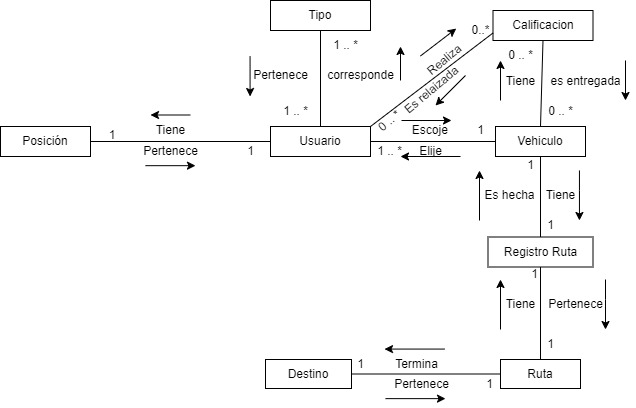 Tipo
Calificacion
0..*
1 .. *
Realiza
Es relaizada
0 .. *
Pertenece
corresponde
Tiene
es entregada
1 .. *
0 .. *
0 .. *
Posición
1
Tiene
Pertenece
1
Usuario
Escoje
1
1 .. *
Elije
Vehiculo
1
Es hecha
Tiene
1
Registro Ruta
1
Tiene
Pertenece
1
Destino
1
Termina
Pertenece
1
Ruta